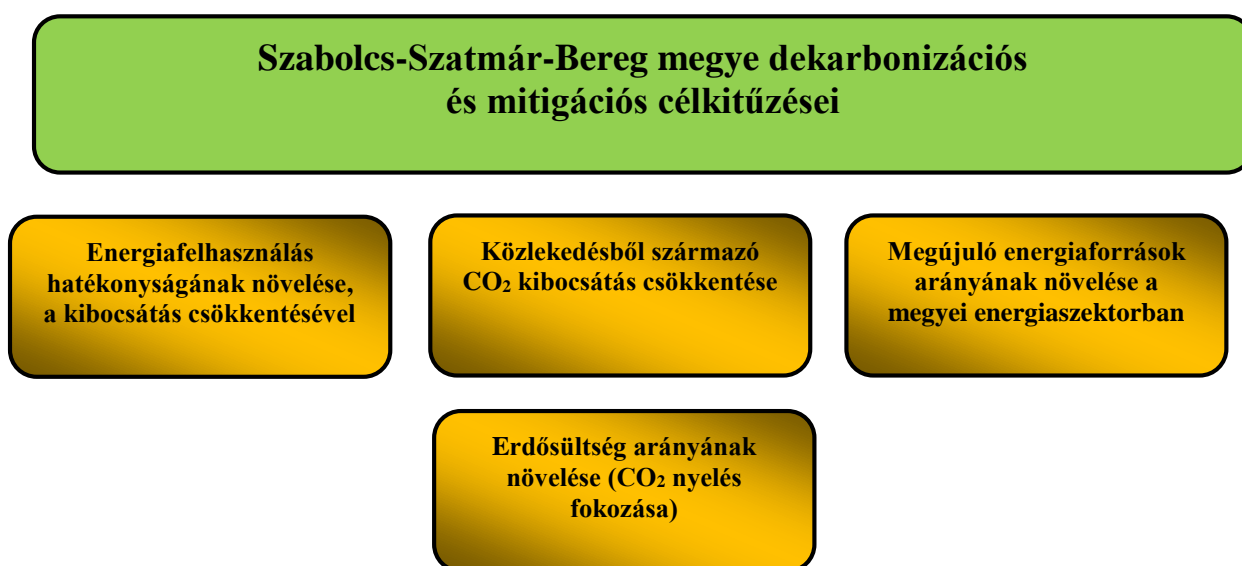 Szabolcs-Szatmár-Bereg megye dekarbonizációs
és mitigációs célkitűzései
Energiafelhasználás
hatékonyságának növelése,
a kibocsátás csökkentésével
Közlekedésből származó
CO₂ kibocsátás csökkentése
Megújuló energiaforrások
arányának növelése a
megyei energiaszektorban
Erdősültség arányának
növelése (CO₂ nyelés
fokozása)